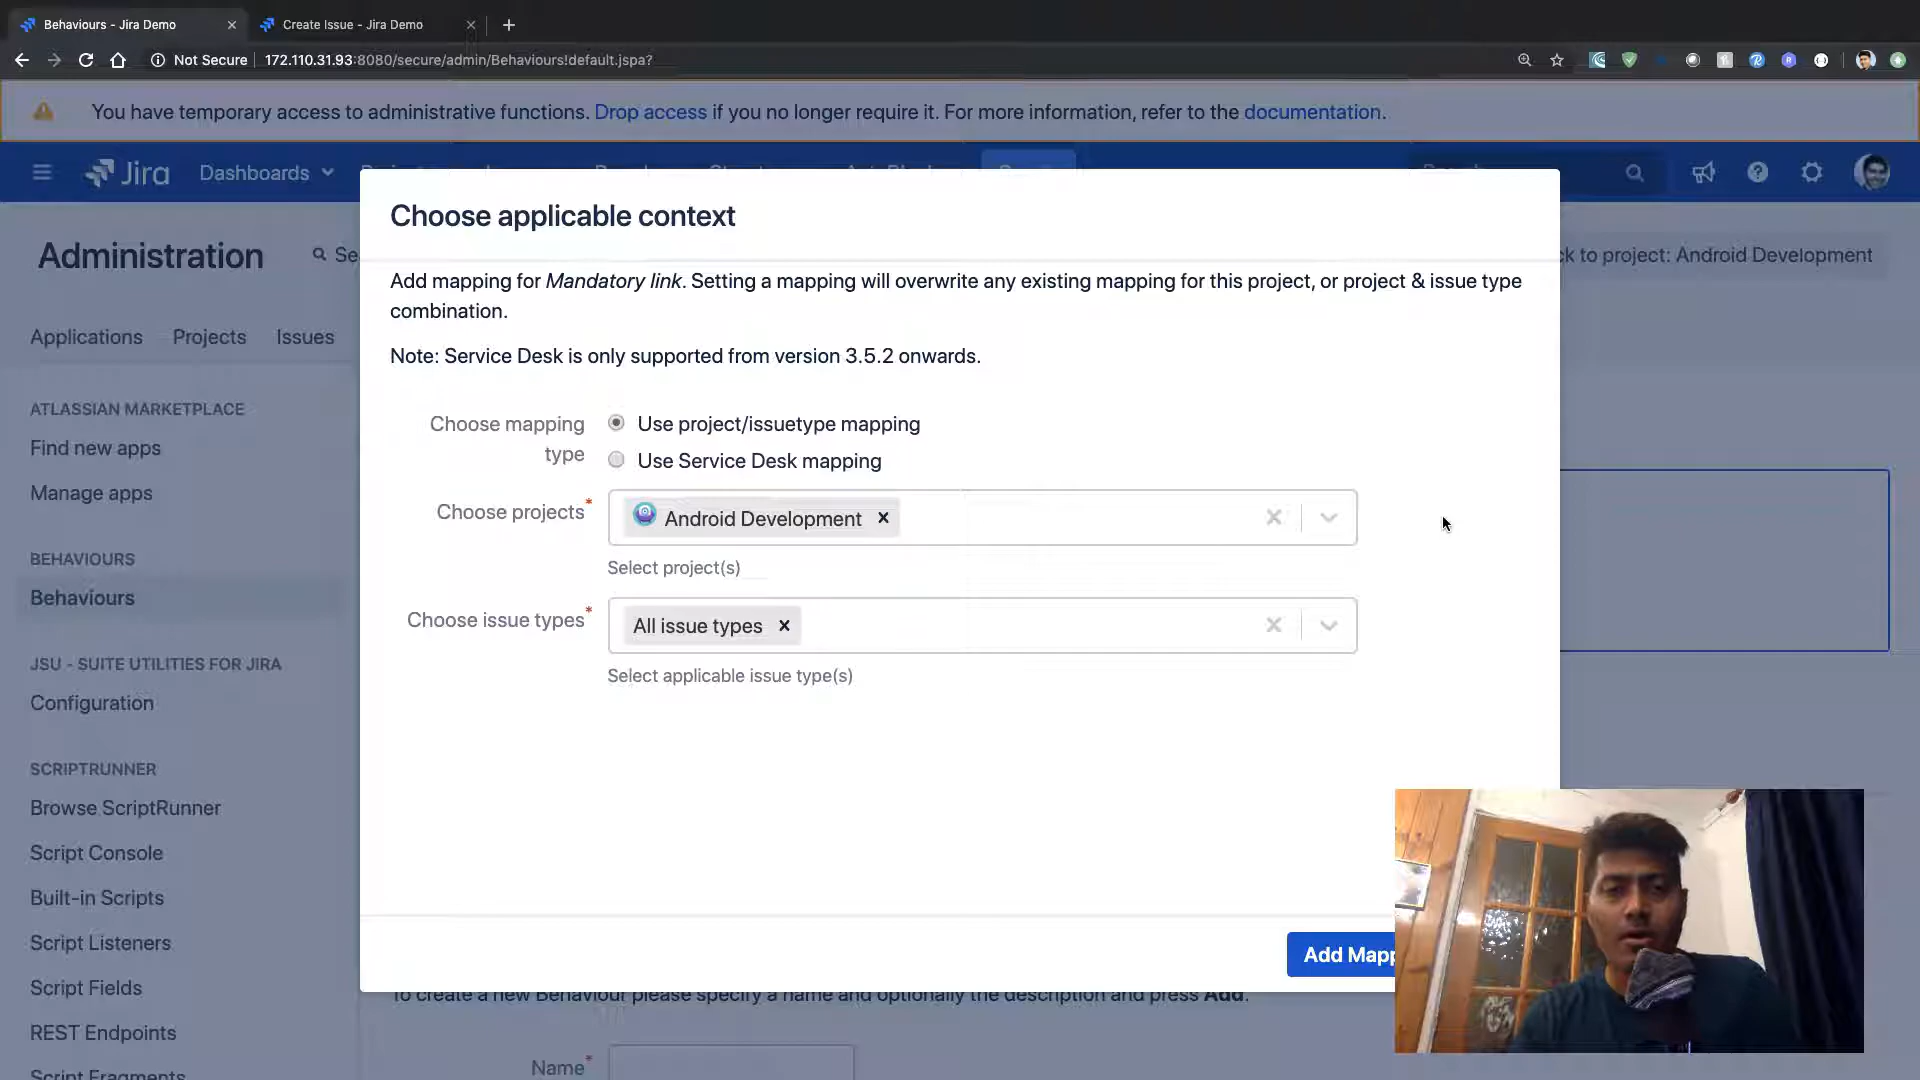 Behaviours - Jira Demo
Create Issue - Jira Demo
Not Secure
172.110.31.93:8080/secure/admin/Behaviours!default.jspa?
You have temporary access to administrative functions. Drop access if you no longer require it. For more information, refer to the documentation.
Jira Dashboards
Choose applicable context
Administration
ck to project: Android Development
Add mapping for Mandatory link. Setting a mapping will overwrite any existing mapping for this project, or project & issue type
combination.
Applications Projects Issues
Note: Service Desk is only supported from version 3.5.2 onwards.
ATLASSIAN MARKETPLACE
Find new apps
Manage apps
BEHAVIOURS
Behaviours
JSU - SUITE UTILITIES FOR JIRA
Configuration
SCRIPTRUNNER
Browse ScriptRunner
Script Console
Built-in Scripts
Script Listeners
Script Fields
REST Endpoints
Script Fragments
Choose mapping
type
Use project/issuetype mapping
Use Service Desk mapping
Choose projects*
Android Development
Select project(s)
Choose issue types*
All issue types
Select applicable issue type(s)
Add Mapp
To create a new Behaviour please specify a name and optionally the description and press Add.
Name*